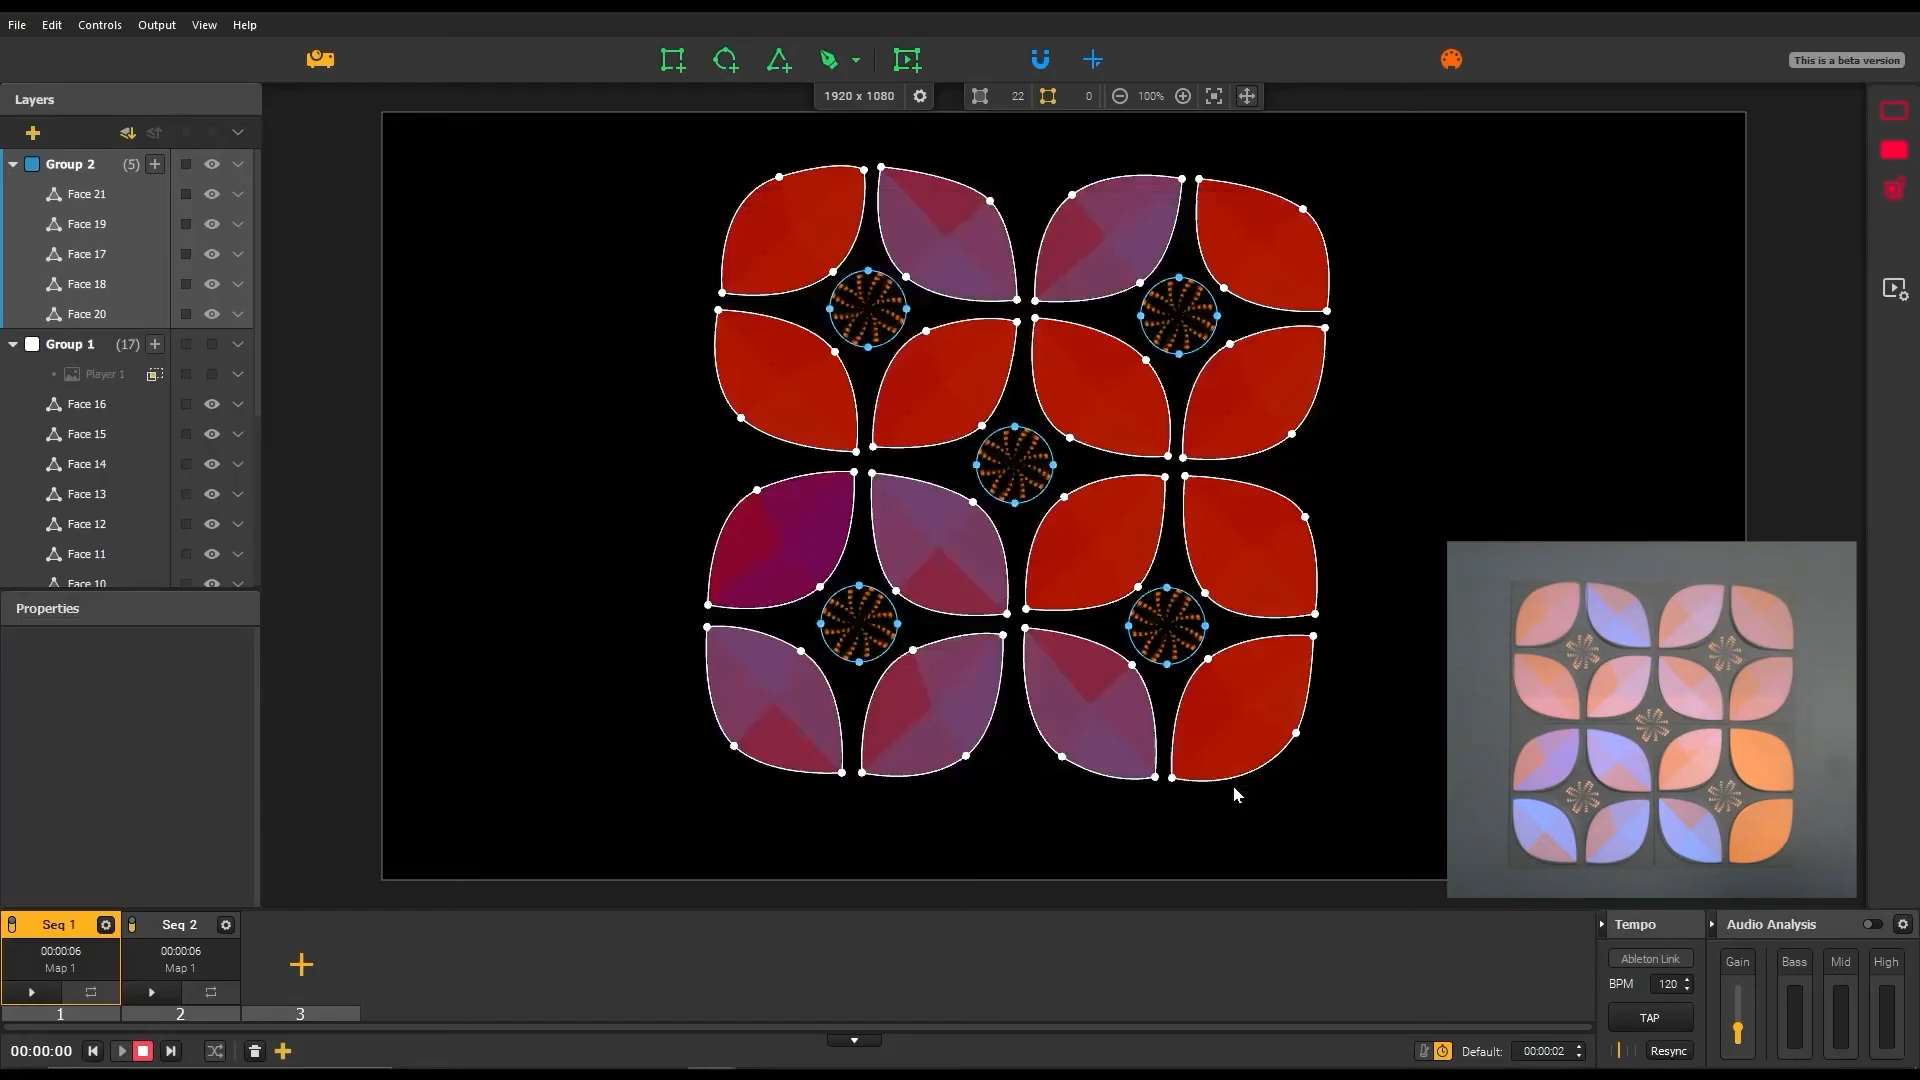 File Edit Controls Output View Help
This is a beta version
1920 x 1080 22 0 100%
Layers
Group 2 (5)
Face 21
Face 19
Face 17
Face 18
Face 20
Group 1 (17)
Player 1
Face 16
Face 15
Face 14
Face 13
Face 12
Face 11
Face 10
Properties
Seq 1 Seq 2
00:00:06 00:00:06
Map 1 Map 1
1 2 3
00:00:00
Default: 00:00:02
Tempo
Ableton Link
BPM 120
TAP
Resync
Audio Analysis
Gain Bass Mid High